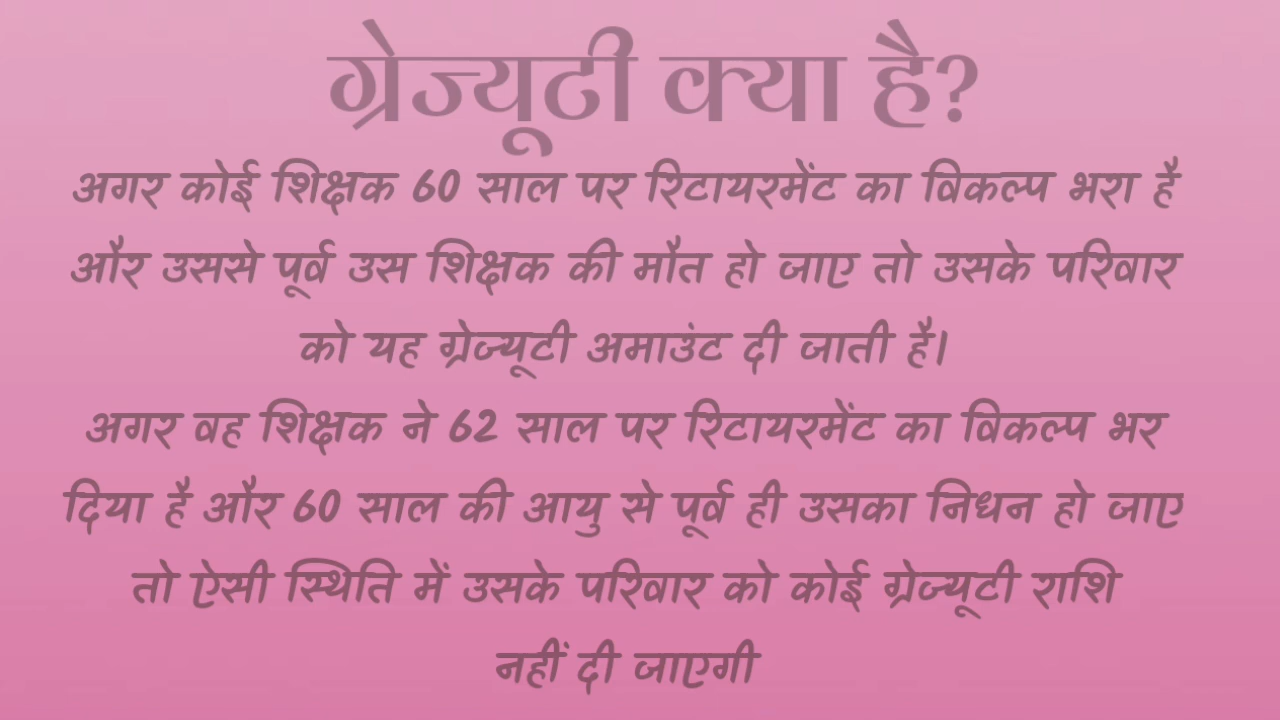 ग्रेज्यूटी क्या है?
अगर कोई शिक्षक 60 साल पर रिटायरमेंट का विकल्प भरा है
और उससे पूर्व उस शिक्षक की मौत हो जाए तो उसके परिवार
को यह ग्रेज्यूटी अमाउंट दी जाती है।
अगर वह शिक्षक ने 62 साल पर रिटायरमेंट का विकल्प भर
दिया है और 60 साल की आयु से पूर्व ही उसका निधन हो जाए
तो ऐसी स्थिति में उसके परिवार को कोई ग्रेज्यूटी राशि
नहीं दी जाएगी